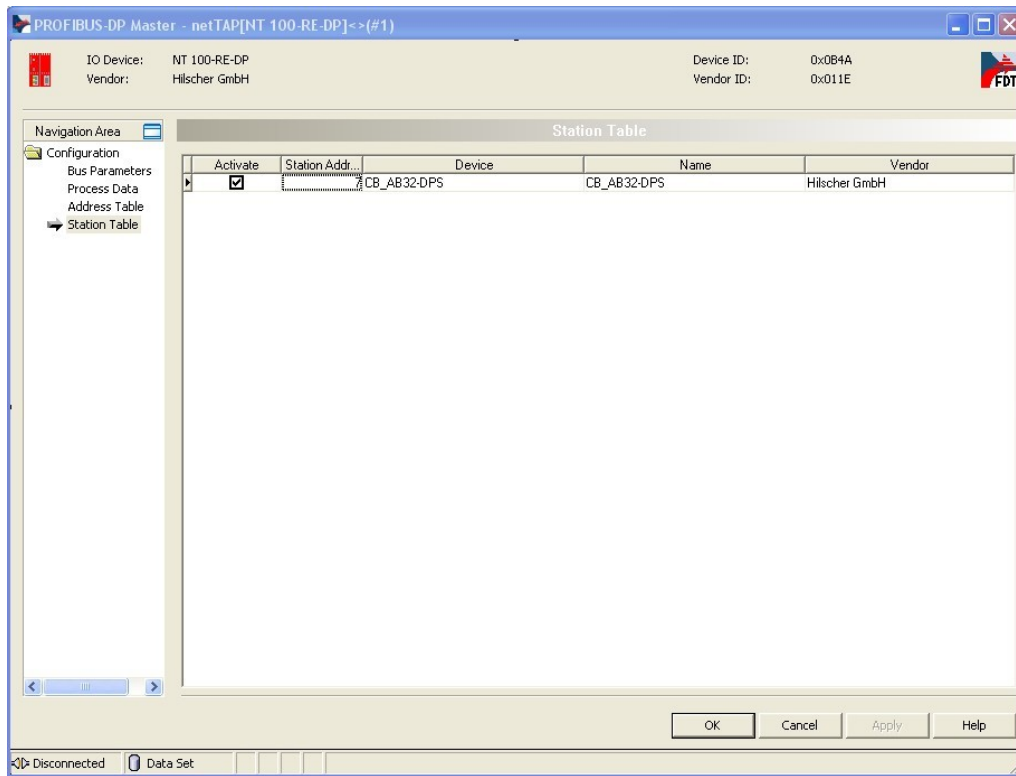 PROFIBUS-DP Master - netTAP[NT 100-RE-DP]<>(#1)
IO Device: NT 100-RE-DP Device ID: 0x0B4A
Vendor: Hilscher GmbH Vendor ID: 0x011E
FDT
Navigation Area
Configuration
Bus Parameters
Process Data
Address Table
Station Table
Station Table
Activate Station Addr... Device Name Vendor
7 CB_AB32-DPS CB_AB32-DPS Hilscher GmbH
OK Cancel Apply Help
Disconnected Data Set